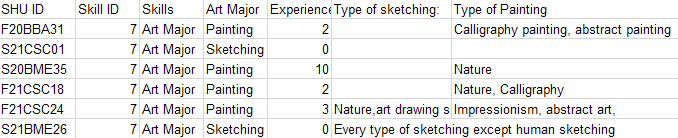 SHU ID Skill ID Skills Art Major Experience Type of sketching: Type of Painting
F20BBA31 7 Art Major Painting 2 Calligraphy painting, abstract painting
S21CSC01 7 Art Major Sketching 0
S20BME35 7 Art Major Painting 10 Nature
F21CSC18 7 Art Major Painting 2 Nature, Calligraphy
F21CSC24 7 Art Major Painting 3 Nature,art drawing s Impressionism, abstract art,
S21BME26 7 Art Major Sketching 0 Every type of sketching except human sketching